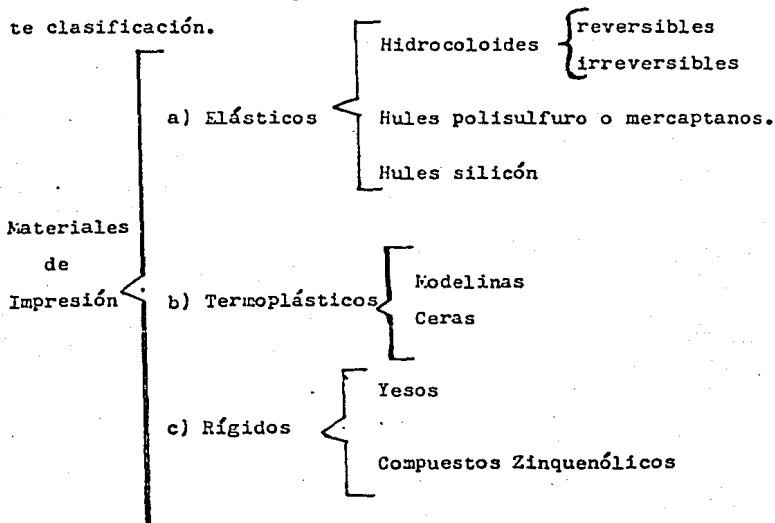 te clasificación.
Hidrocoloides
reversibles
irreversibles
a) Elásticos
Hules polisulfuro o mercaptanos.
Hules silicón
Materiales
de
Impresión
b) Termoplásticos
Modelinas
Ceras
c) Rígidos
Yesos
Compuestos Zinquenólicos